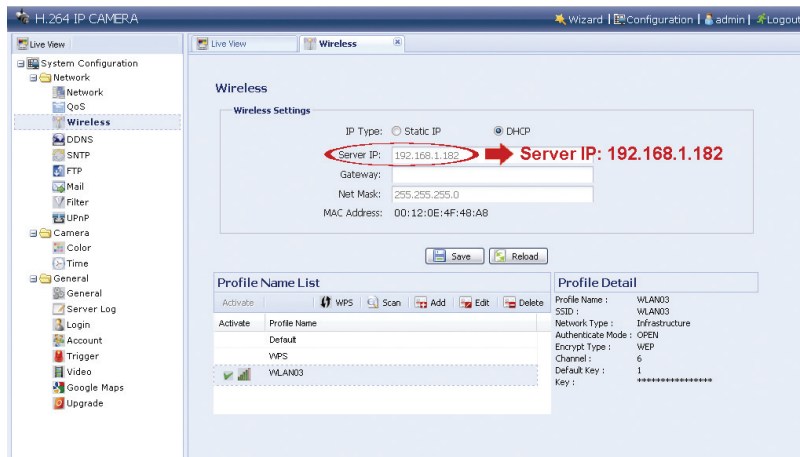 H.264 IP CAMERA
Wizard | Configuration | admin | Logout
Live View
System Configuration
Network
Network
QoS
Wireless
DDNS
SNTP
FTP
Mail
Filter
UPnP
Camera
Color
Time
General
General
Server Log
Login
Account
Trigger
Video
Google Maps
Upgrade
Live View
Wireless
Wireless
Wireless Settings
IP Type: Static IP DHCP
Server IP: 192.168.1.182 Server IP: 192.168.1.182
Gateway:
Net Mask: 255.255.255.0
MAC Address: 00:12:0E:4F:48:A8
Save Reload
Profile Name List
Activate WPS Scan Add Edit Delete
Activate Profile Name
Default
WPS
WLAN03
Profile Detail
Profile Name : WLAN03
SSID : WLAN03
Network Type : Infrastructure
Authenticate Mode : OPEN
Encrypt Type : WEP
Channel : 6
Default Key : 1
Key : ****************